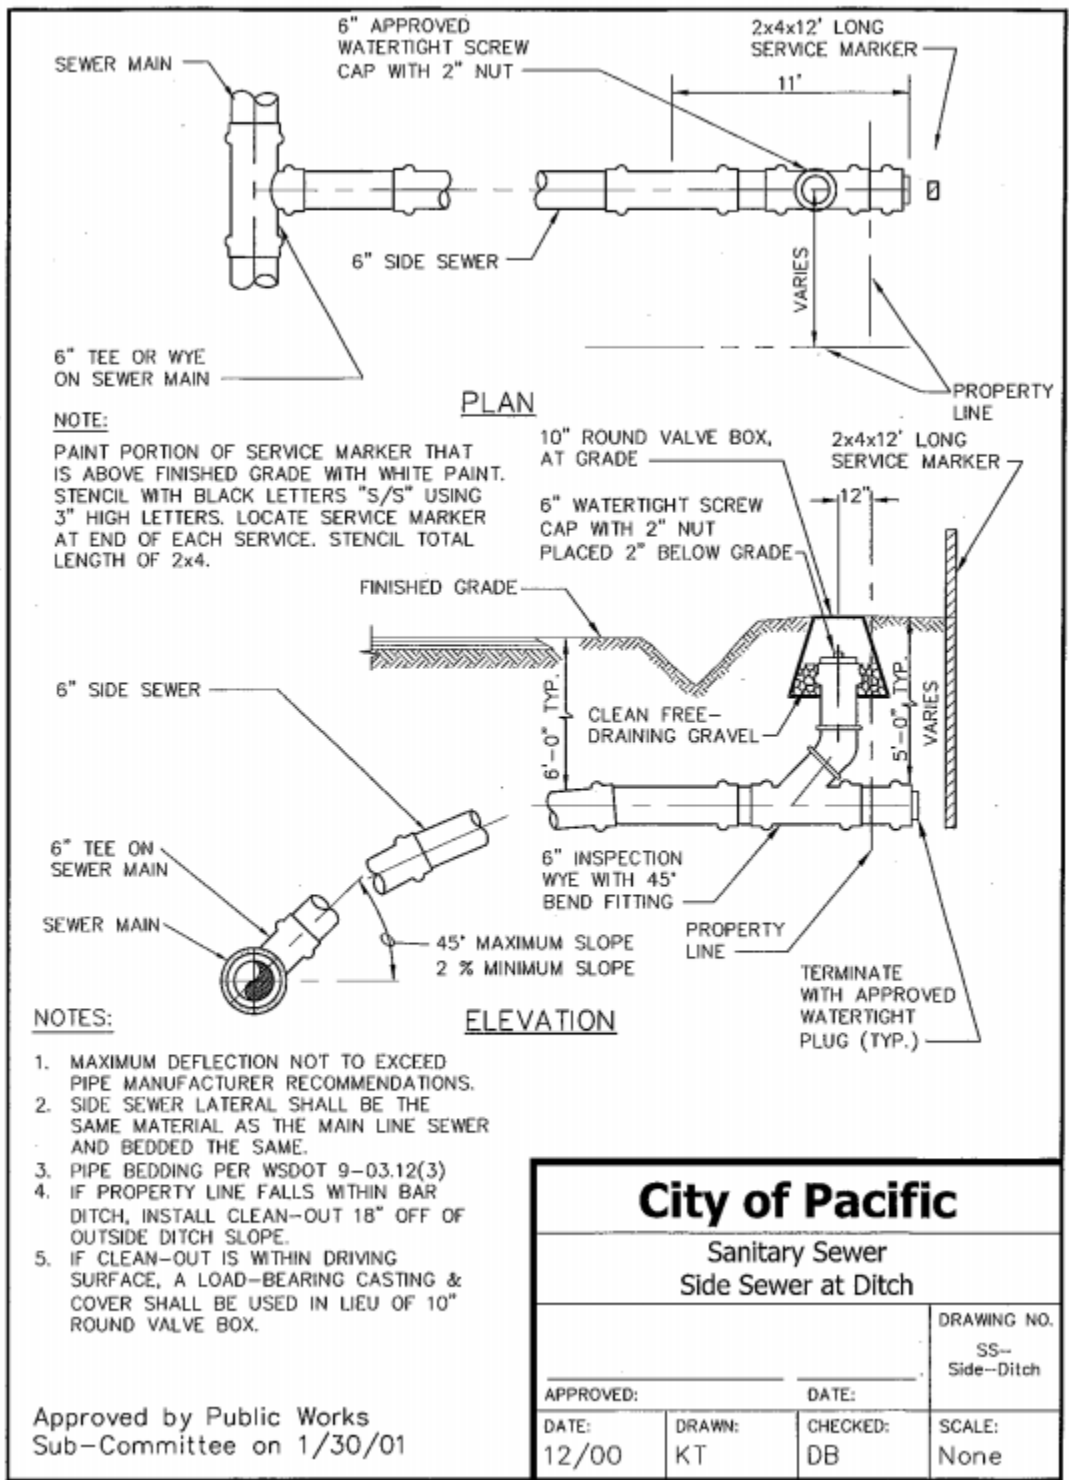 SEWER MAIN
6" APPROVED
WATERTIGHT SCREW
CAP WITH 2" NUT
2x4x12' LONG
SERVICE MARKER
11'
6" SIDE SEWER
VARIES
6" TEE OR WYE
ON SEWER MAIN
PROPERTY
LINE
PLAN
NOTE:
PAINT PORTION OF SERVICE MARKER THAT
IS ABOVE FINISHED GRADE WITH WHITE PAINT.
STENCIL WITH BLACK LETTERS "S/S" USING
3" HIGH LETTERS. LOCATE SERVICE MARKER
AT END OF EACH SERVICE. STENCIL TOTAL
LENGTH OF 2x4.
10" ROUND VALVE BOX,
AT GRADE
2x4x12' LONG
SERVICE MARKER
12"
6" WATERTIGHT SCREW
CAP WITH 2" NUT
PLACED 2" BELOW GRADE
FINISHED GRADE
6" SIDE SEWER
6'-0" TYP.
CLEAN FREE-
DRAINING GRAVEL
5'-0" TYP.
VARIES
6" TEE ON
SEWER MAIN
SEWER MAIN
6" INSPECTION
WYE WITH 45°
BEND FITTING
PROPERTY
LINE
45° MAXIMUM SLOPE
2 % MINIMUM SLOPE
TERMINATE
WITH APPROVED
WATERTIGHT
PLUG (TYP.)
ELEVATION
NOTES:
1. MAXIMUM DEFLECTION NOT TO EXCEED
PIPE MANUFACTURER RECOMMENDATIONS.
2. SIDE SEWER LATERAL SHALL BE THE
SAME MATERIAL AS THE MAIN LINE SEWER
AND BEDDED THE SAME.
3. PIPE BEDDING PER WSDOT 9-03.12(3)
4. IF PROPERTY LINE FALLS WITHIN BAR
DITCH, INSTALL CLEAN-OUT 18" OFF OF
OUTSIDE DITCH SLOPE.
5. IF CLEAN-OUT IS WITHIN DRIVING
SURFACE, A LOAD-BEARING CASTING &
COVER SHALL BE USED IN LIEU OF 10"
ROUND VALVE BOX.
Approved by Public Works
Sub-Committee on 1/30/01
City of Pacific
Sanitary Sewer
Side Sewer at Ditch
DRAWING NO.
SS-
Side-Ditch
APPROVED:
DATE:
DATE:
12/00
DRAWN:
KT
CHECKED:
DB
SCALE:
None